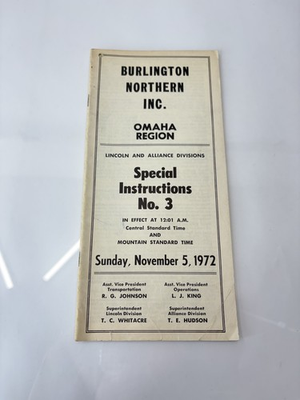 BURLINGTON
NORTHERN
INC.
OMAHA
REGION
LINCOLN AND ALLIANCE DIVISIONS
Special
Instructions
No. 3
IN EFFECT AT 12:01 A.M.
Central Standard Time
AND
MOUNTAIN STANDARD TIME
Sunday, November 5, 1972
Asst. Vice President
Transportation
R. G. JOHNSON
Asst. Vice President
Operations
L. J. KING
Superintendent
Lincoln Division
T. C. WHITACRE
Superintendent
Alliance Division
T. E. HUDSON